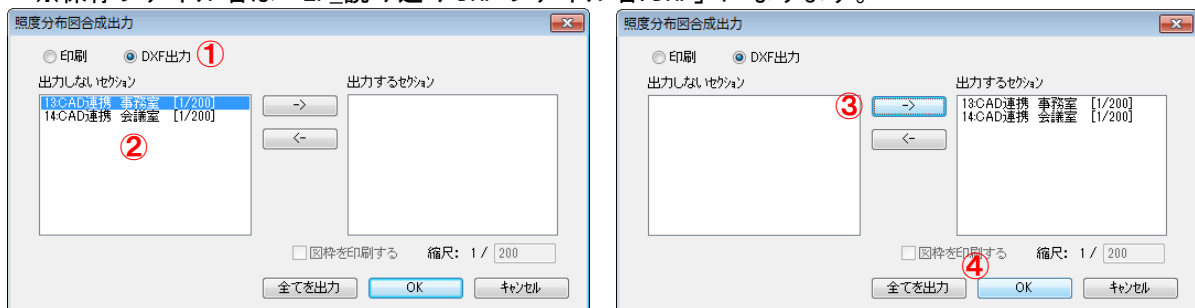 照度分布図合成出力
印刷 DXF出力 ①
出力しないセクション 出力するセクション
13:CAD連携 事務室 [1/200]
14:CAD連携 会議室 [1/200]
②
->
<-
図枠を印刷する 縮尺: 1 / 200
全てを出力 OK キャンセル
照度分布図合成出力
印刷 DXF出力
出力しないセクション 出力するセクション
③ ->
<-
13:CAD連携 事務室 [1/200]
14:CAD連携 会議室 [1/200]
図枠を印刷する 縮尺: 1 / 200
④
全てを出力 OK キャンセル